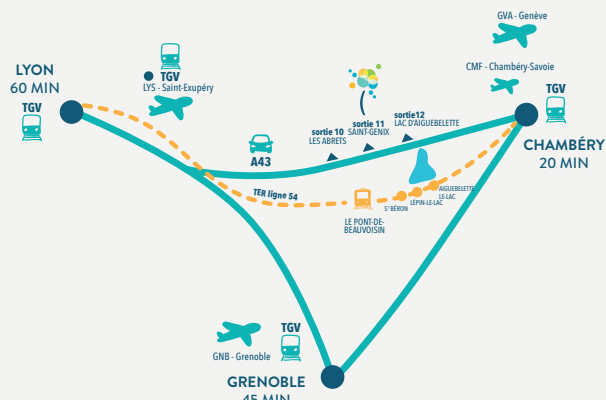 GVA - Genève
LYON
60 MIN
TGV
TGV
LYS - Saint-Exupéry
CMF - Chambéry-Savoie
TGV
CHAMBÉRY
20 MIN
sortie 10
LES ABRETS
sortie 11
SAINT-GENIX
sortie12
LAC D'AIGUEBELETTE
A43
TER ligne 54
LE PONT-DE-
BEAUVOISIN
ST BÉRON
LÉPIN-LE-LAC
AIGUEBELETTE
LE-LAC
TGV
GNB - Grenoble
GRENOBLE
45 MIN